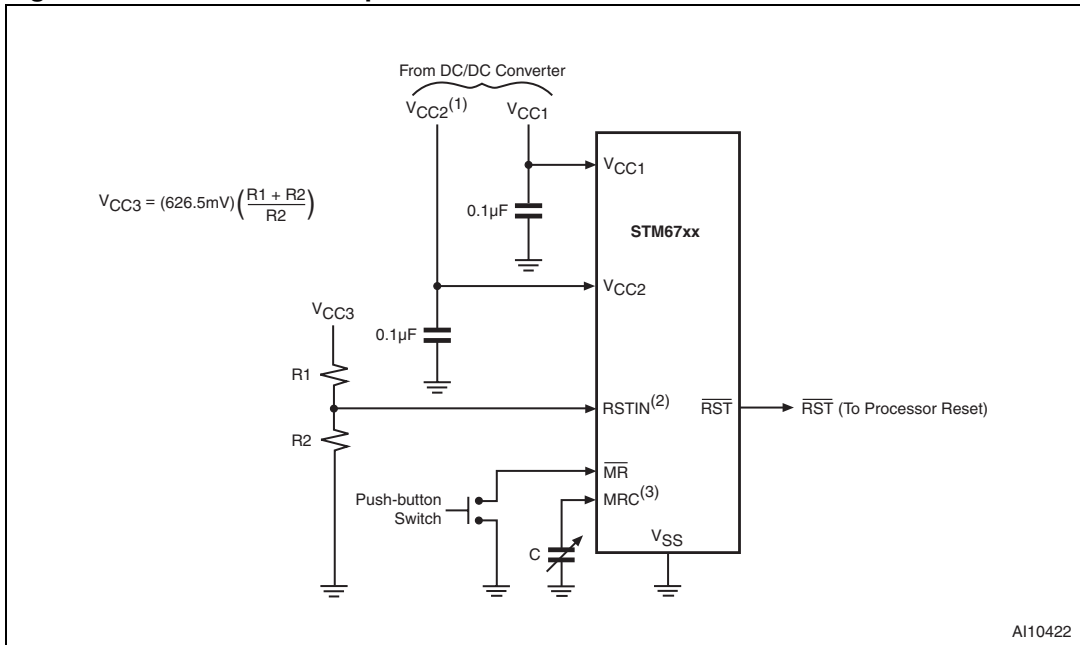 From DC/DC Converter
VCC2(1) VCC1
VCC1
VCC3 = (626.5mV) (R1 + R2 / R2)
0.1µF
STM67xx
VCC2
VCC3
0.1µF
R1
RSTIN(2) RST RST (To Processor Reset)
R2
MR
Push-button
Switch
MRC(3)
VSS
C
AI10422